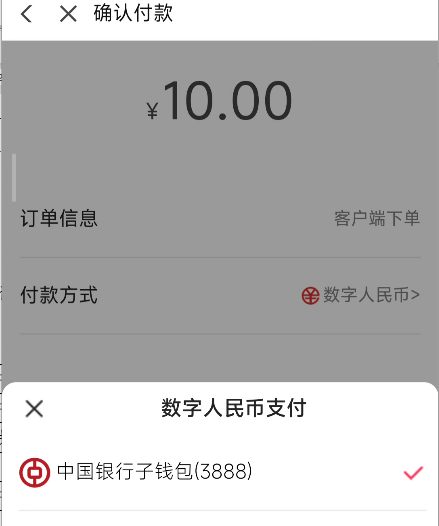 确认付款
¥10.00
订单信息 客户端下单
付款方式 数字人民币>
数字人民币支付
中国银行子钱包(3888)